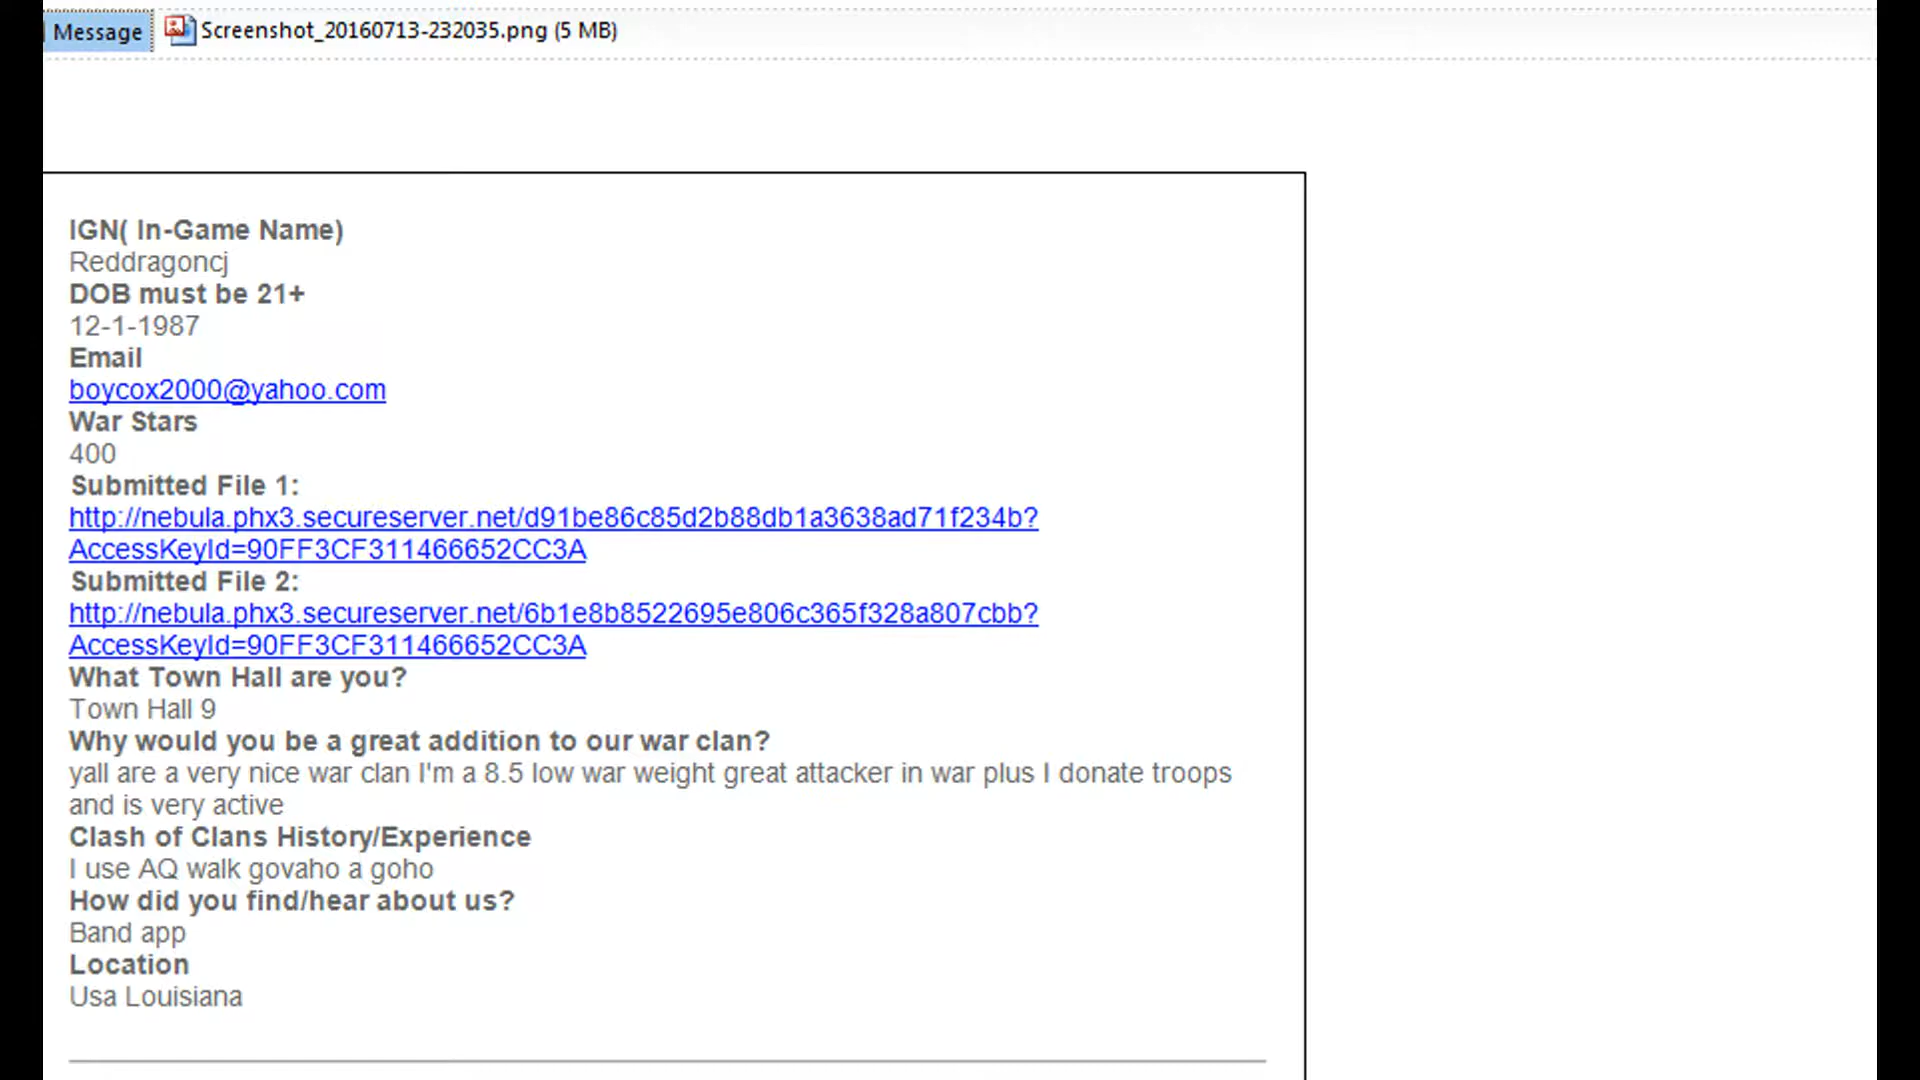 Message Screenshot_20160713-232035.png (5 MB)
IGN( In-Game Name)
Reddragoncj
DOB must be 21+
12-1-1987
Email
boycox2000@yahoo.com
War Stars
400
Submitted File 1:
http://nebula.phx3.secureserver.net/d91be86c85d2b88db1a3638ad71f234b?
AccessKeyId=90FF3CF311466652CC3A
Submitted File 2:
http://nebula.phx3.secureserver.net/6b1e8b8522695e806c365f328a807cbb?
AccessKeyId=90FF3CF311466652CC3A
What Town Hall are you?
Town Hall 9
Why would you be a great addition to our war clan?
yall are a very nice war clan I'm a 8.5 low war weight great attacker in war plus I donate troops
and is very active
Clash of Clans History/Experience
I use AQ walk govaho a goho
How did you find/hear about us?
Band app
Location
Usa Louisiana